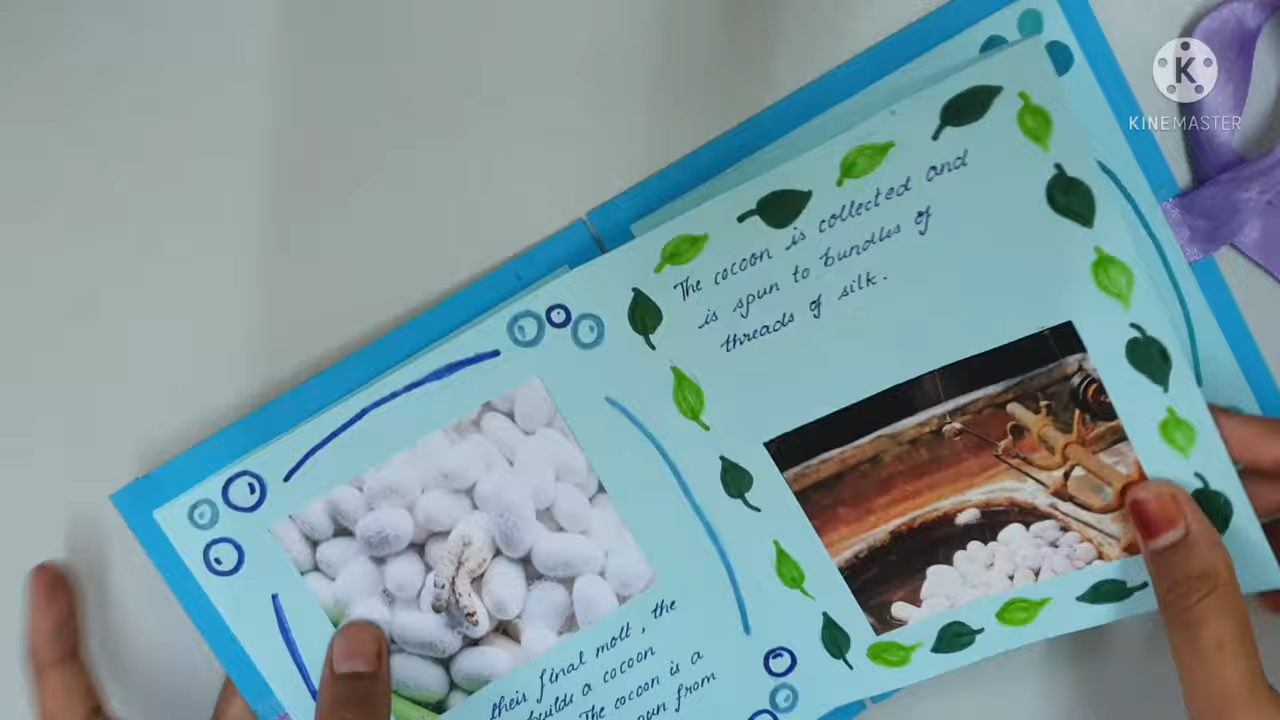 their final molt, the
builds a cocoon
The cocoon is a
from
The cocoon is collected and
is spun to bundles of
threads of silk.
K
KINEMASTER